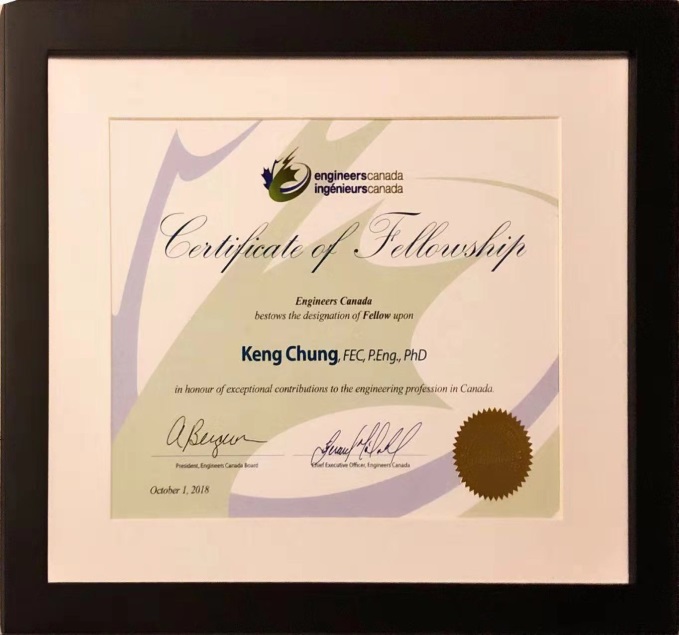 engineerscanada
ingénieurscanada
Certificate of Fellowship
Engineers Canada
bestows the designation of Fellow upon
Keng Chung, FEC, P.Eng., PhD
in honour of exceptional contributions to the engineering profession in Canada.
President, Engineers Canada Board
Chief Executive Officer, Engineers Canada
October 1, 2018